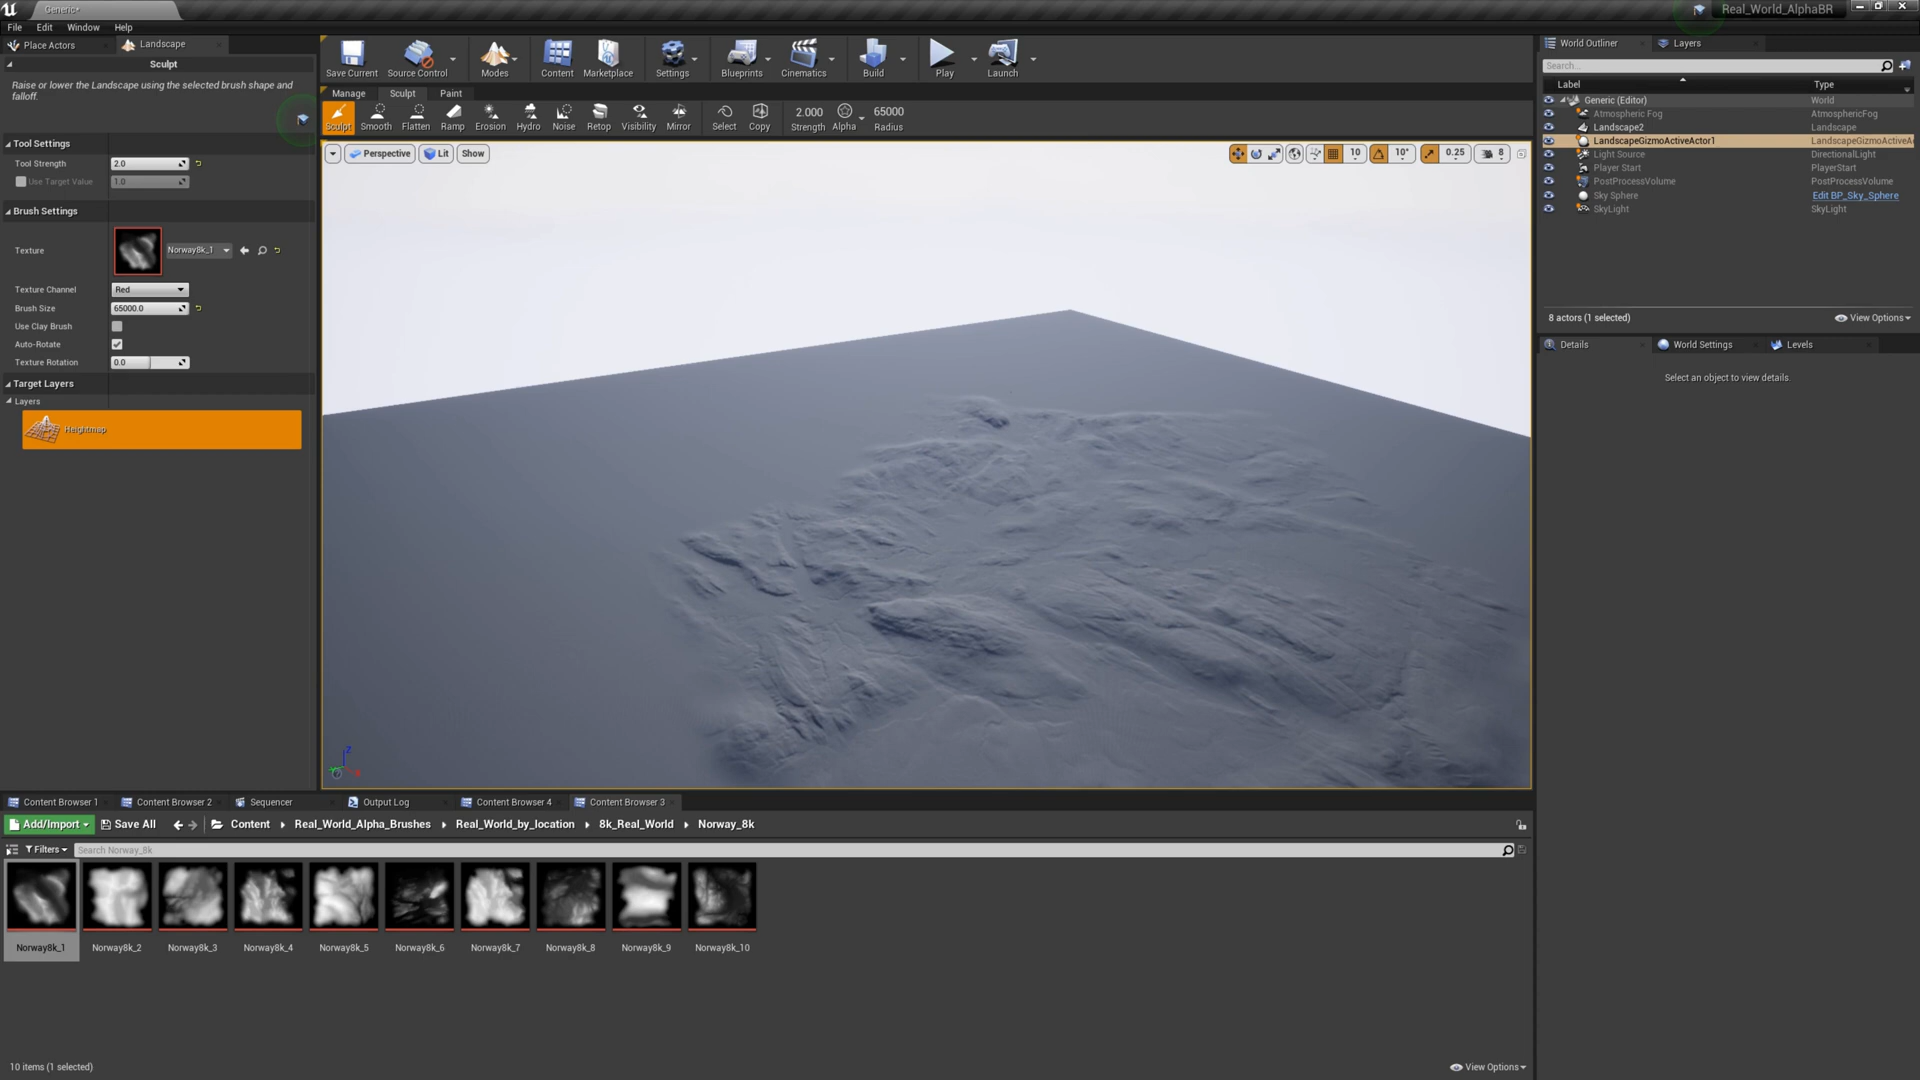 Generic*
Real_World_AlphaBR
File Edit Window Help
Place Actors
Landscape
Sculpt
Raise or lower the Landscape using the selected brush shape and
falloff.
Tool Settings
Tool Strength 2.0
Use Target Value 1.0
Brush Settings
Texture Norway8k_1
Texture Channel Red
Brush Size 65000.0
Use Clay Brush
Auto-Rotate
Texture Rotation 0.0
Target Layers
Layers
Heightmap
Save Current Source Control Modes Content Marketplace Settings Blueprints Cinematics Build Play Launch
Manage Sculpt Paint
Sculpt Smooth Flatten Ramp Erosion Hydro Noise Retop Visibility Mirror Select Copy
2.000 Strength
Alpha
65000 Radius
Perspective Lit Show
10 10° 0.25 8
Z
World Outliner
Layers
Search...
Label Type
Generic (Editor) World
Atmospheric Fog AtmosphericFog
Landscape2 Landscape
LandscapeGizmoActiveActor1 LandscapeGizmoActiveA
Light Source DirectionalLight
Player Start PlayerStart
PostProcessVolume PostProcessVolume
Sky Sphere Edit BP_Sky_Sphere
SkyLight SkyLight
8 actors (1 selected)
View Options
Details
World Settings
Levels
Select an object to view details.
Content Browser 1 Content Browser 2 Sequencer Output Log Content Browser 4 Content Browser 3
Add/Import Save All Content Real_World_Alpha_Brushes Real_World_by_location 8k_Real_World Norway_8k
Filters Search Norway_8k
Norway8k_1 Norway8k_2 Norway8k_3 Norway8k_4 Norway8k_5 Norway8k_6 Norway8k_7 Norway8k_8 Norway8k_9 Norway8k_10
10 items (1 selected)
View Options